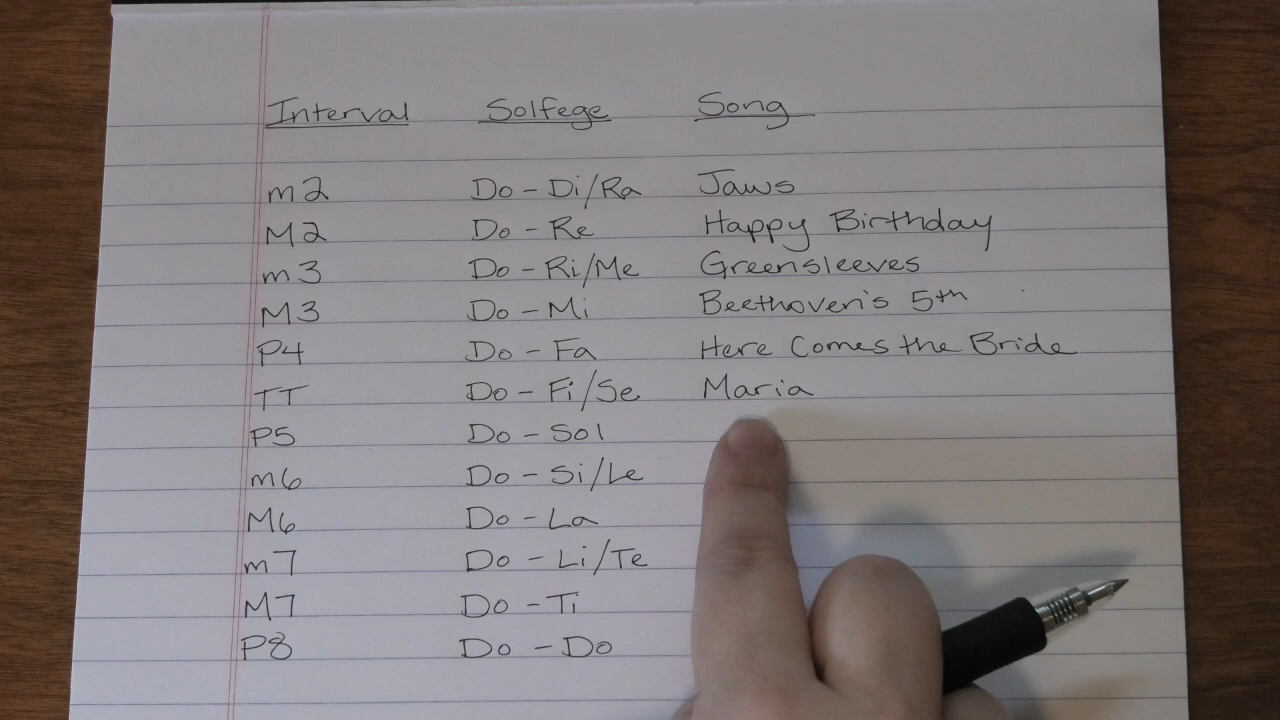 Interval Solfege Song
m2 Do - Di/Ra Jaws
M2 Do - Re Happy Birthday
m3 Do - Ri/Me Greensleeves
M3 Do - Mi Beethoven's 5th
P4 Do - Fa Here Comes the Bride
TT Do - Fi/Se Maria
P5 Do - Sol
m6 Do - Si/Le
M6 Do - La
m7 Do - Li/Te
M7 Do - Ti
P8 Do - Do